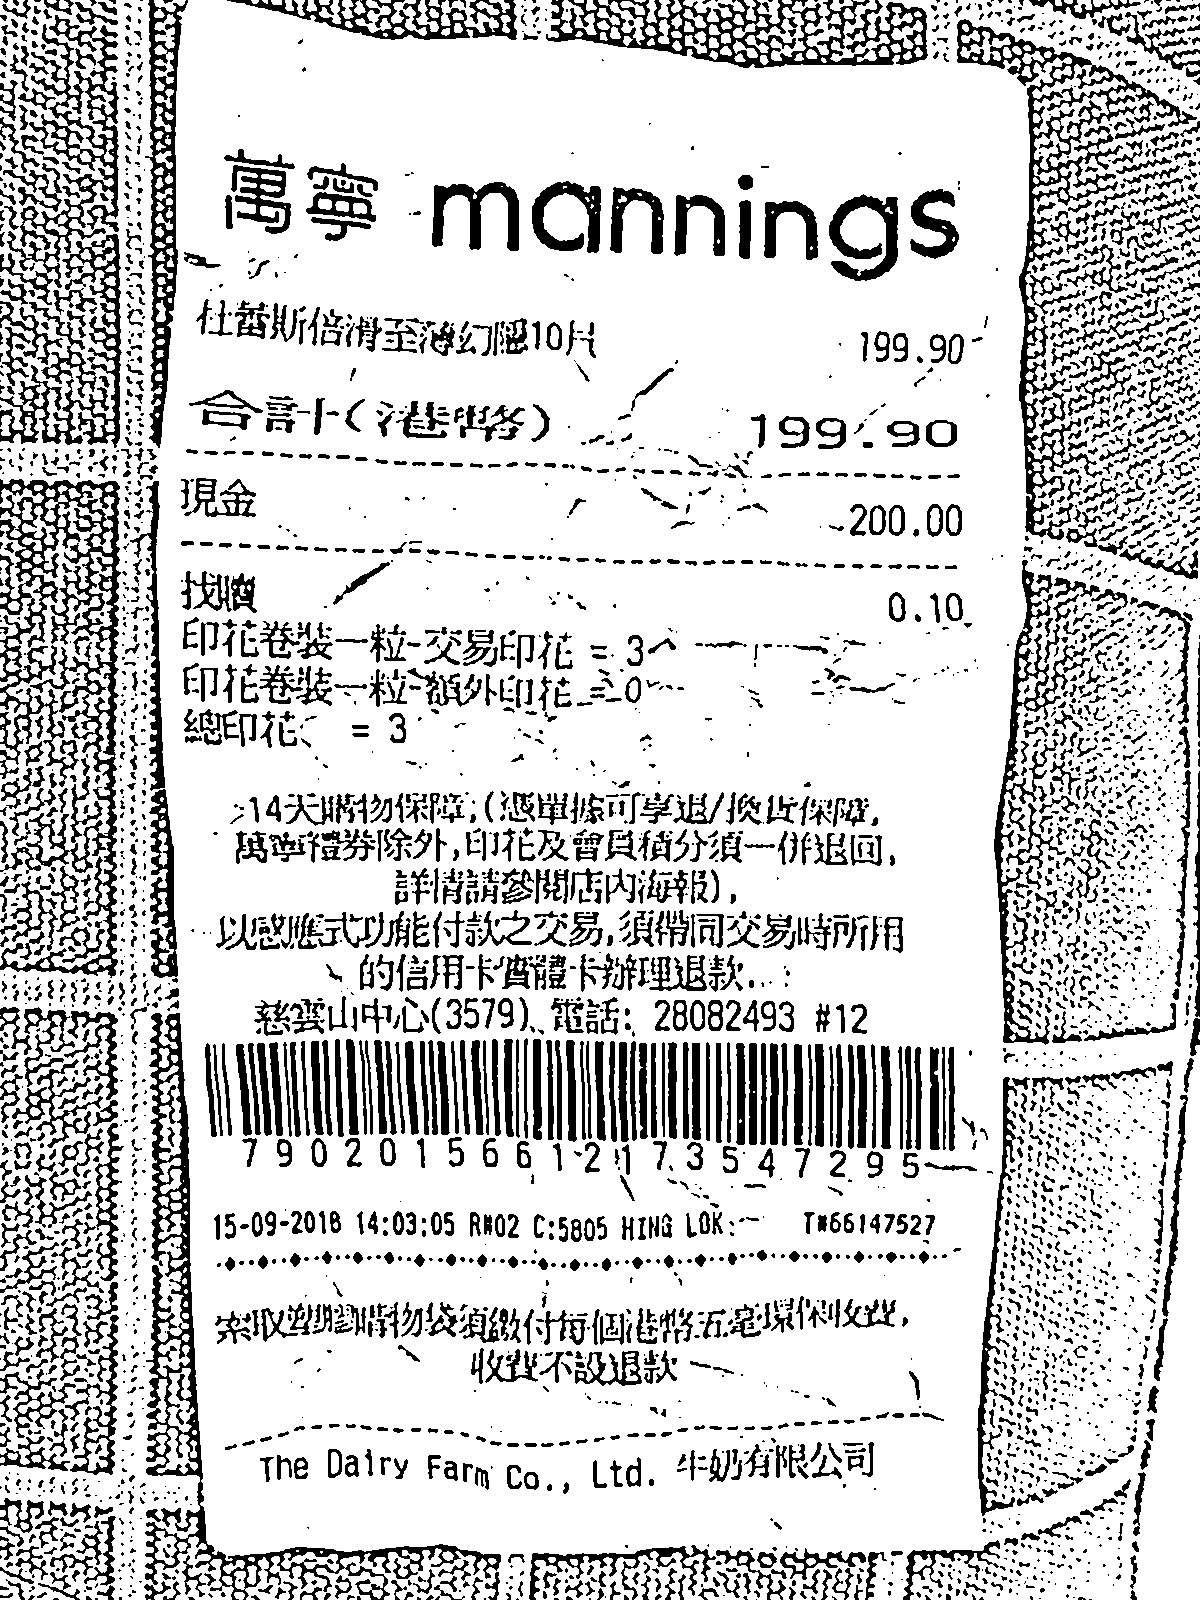 萬寧 mannings
杜蕾斯倍滑至薄幻隱10片 199.90
合計(港幣) 199.90
現金 200.00
找贖 0.10
印花卷裝一粒-交易印花 = 3
印花卷裝一粒-額外印花 = 0
總印花 = 3
14天購物保障,(憑單據可享退/換貨保障,
萬寧禮券除外,印花及會員積分須一併退回,
詳情請參閱店內海報),
以感應式功能付款之交易,須帶同交易時所用
的信用卡實體卡辦理退款.
慈雲山中心(3579) 電話: 28082493 #12
79020156612173547295
15-09-2018 14:03:05 R#02 C:5805 HING LOK T#66147527
索取塑膠購物袋須繳付每個港幣五毫環保收費,
收費不設退款
The Dairy Farm Co., Ltd. 牛奶有限公司